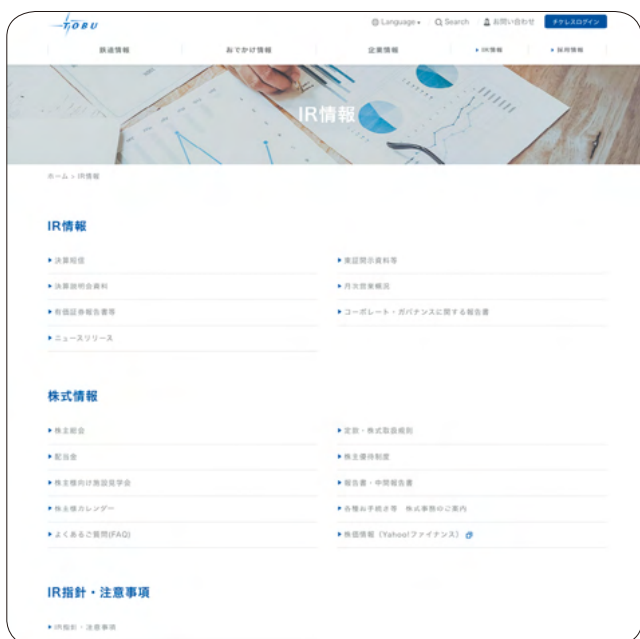 TOBU
Language
Search
お問い合わせ
チケレスログイン
鉄道情報
おでかけ情報
企業情報
IR情報
採用情報
IR情報
ホーム > IR情報
IR情報
決算短信
東証開示資料等
決算説明会資料
月次営業概況
有価証券報告書等
コーポレート・ガバナンスに関する報告書
ニュースリリース
株式情報
株主総会
定款・株式取扱規則
配当金
株主優待制度
株主様向け施設見学会
報告書・中間報告書
株主様カレンダー
各種お手続き等 株式事務のご案内
よくあるご質問(FAQ)
株価情報（Yahoo!ファイナンス）
IR指針・注意事項
IR指針・注意事項